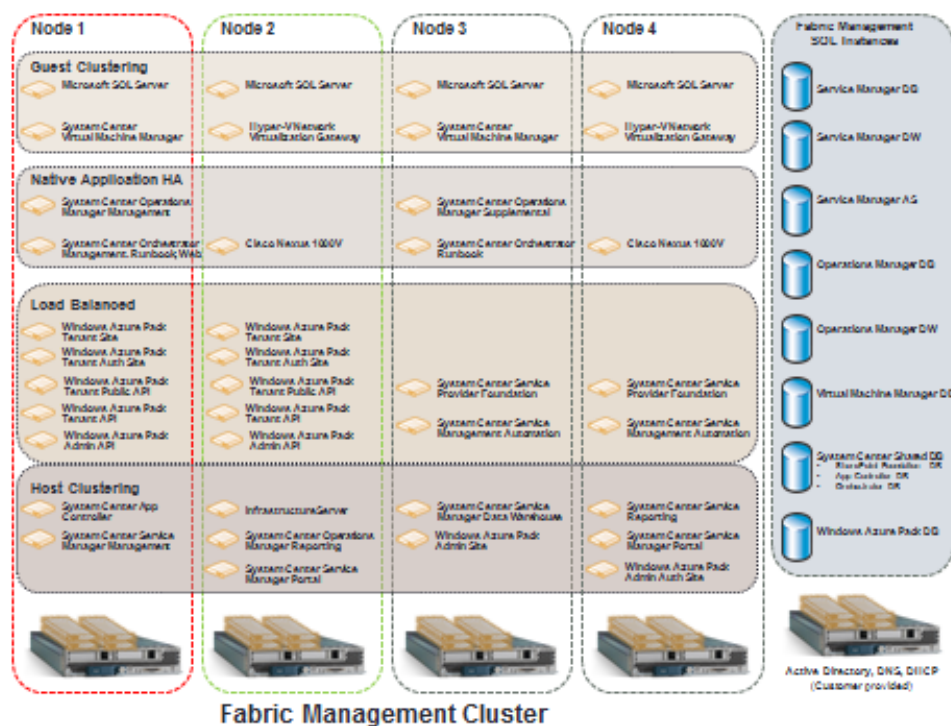 Node 1
Node 2
Node 3
Node 4
Fabric Management
SQL Instances
Guest Clustering
Microsoft SQL Server
Microsoft SQL Server
Microsoft SQL Server
Microsoft SQL Server
System Center
Virtual Machine Manager
Hyper-V Network
Virtualization Gateway
System Center
Virtual Machine Manager
Hyper-V Network
Virtualization Gateway
Native Application HA
System Center Operations
Manager Management
System Center Operations
Manager Supplemental
System Center Orchestrator
Management, Runbook, Web
Cisco Nexus 1000V
System Center Orchestrator
Runbook
Cisco Nexus 1000V
Load Balanced
Windows Azure Pack
Tenant Site
Windows Azure Pack
Tenant Auth Site
Windows Azure Pack
Tenant Public API
Windows Azure Pack
Tenant API
Windows Azure Pack
Admin API
Windows Azure Pack
Tenant Site
Windows Azure Pack
Tenant Auth Site
Windows Azure Pack
Tenant Public API
Windows Azure Pack
Tenant API
Windows Azure Pack
Admin API
System Center Service
Provider Foundation
System Center Service
Management Automation
System Center Service
Provider Foundation
System Center Service
Management Automation
Host Clustering
System Center App
Controller
System Center Service
Manager Management
Infrastructure Server
System Center Operations
Manager Reporting
System Center Service
Manager Portal
System Center Service
Manager Data Warehouse
Windows Azure Pack
Admin Site
System Center Service
Reporting
System Center Service
Manager Portal
Windows Azure Pack
Admin Auth Site
Service Manager DB
Service Manager DW
Service Manager AS
Operations Manager DB
Operations Manager DW
Virtual Machine Manager DB
System Center Shared DB
• SharePoint Foundation DB
• App Controller DB
• Orchestrator DB
Windows Azure Pack DB
Active Directory, DNS, DHCP
(Customer provided)
Fabric Management Cluster